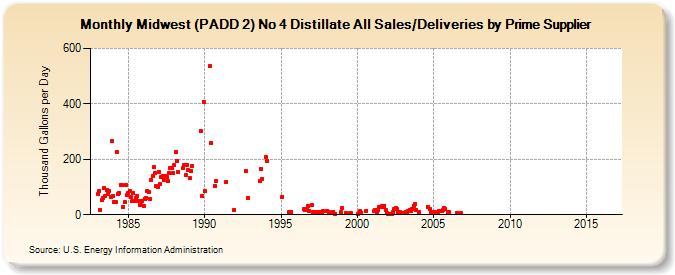 Monthly Midwest (PADD 2) No 4 Distillate All Sales/Deliveries by Prime Supplier
Thousand Gallons per Day
600
400
200
0
1985 1990 1995 2000 2005 2010 2015
Source: U.S. Energy Information Administration